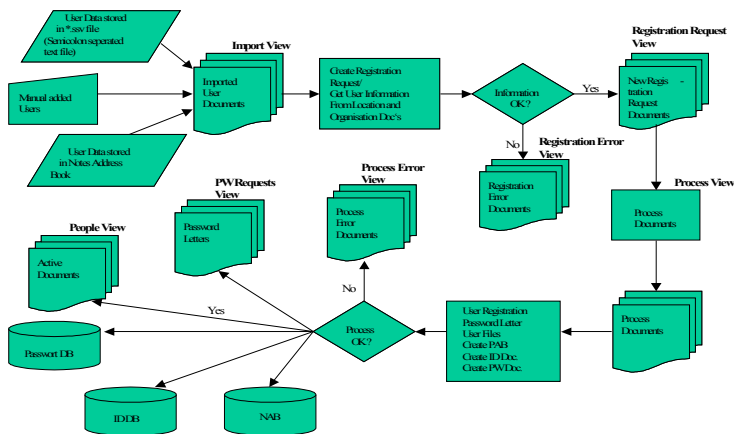 User Data stored
in *.ssv file
(Semicolon seperated
text file)
Manual added
Users
User Data stored
in Notes Address
Book
Import View
Imported
User
Documents
Create Registration
Request/
Get User Information
From Location and
Organisation Doc's
Information
OK?
Yes
No
Registration Request
View
New Regis -
tration
Request
Documents
Registration Error
View
Registration
Error
Documents
Process View
Process
Documents
Process
Documents
User Registration
Password Letter
User Files
Create PAB
Create ID Doc.
Create PW Doc.
Process
OK?
No
Yes
Process Error
View
Process
Error
Documents
PW Requests
View
Password
Letters
People View
Active
Documents
Passwort DB
ID DB
NAB